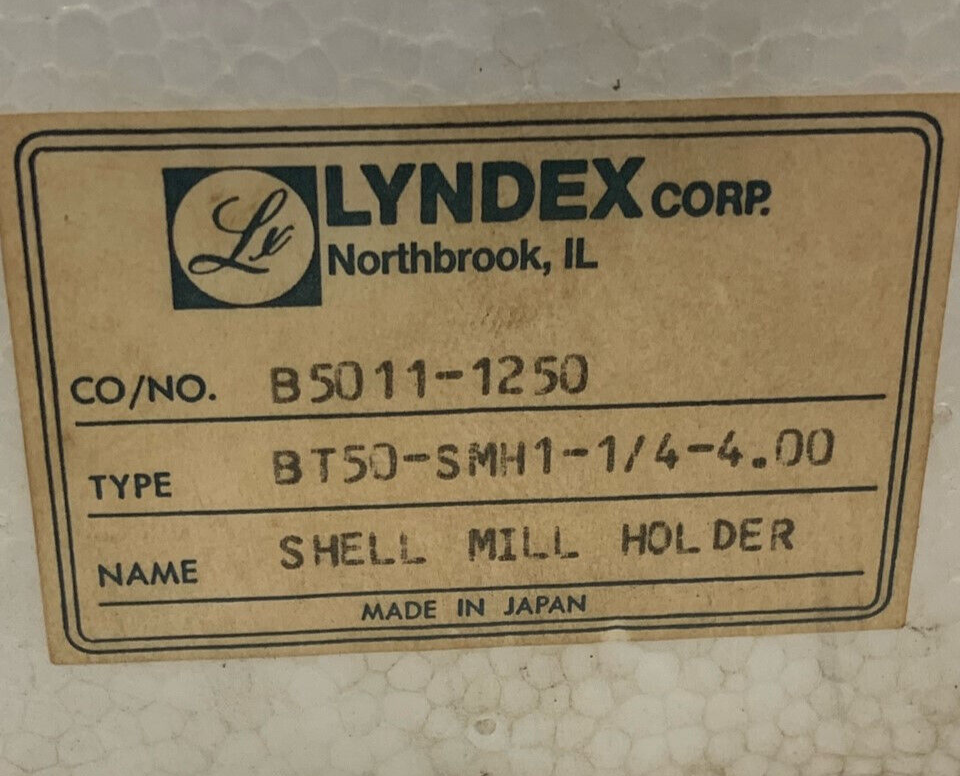 Lx LYNDEX CORP.
Northbrook, IL
CO/NO. B5011-1250
TYPE BT50-SMH1-1/4-4.00
NAME SHELL MILL HOLDER
MADE IN JAPAN